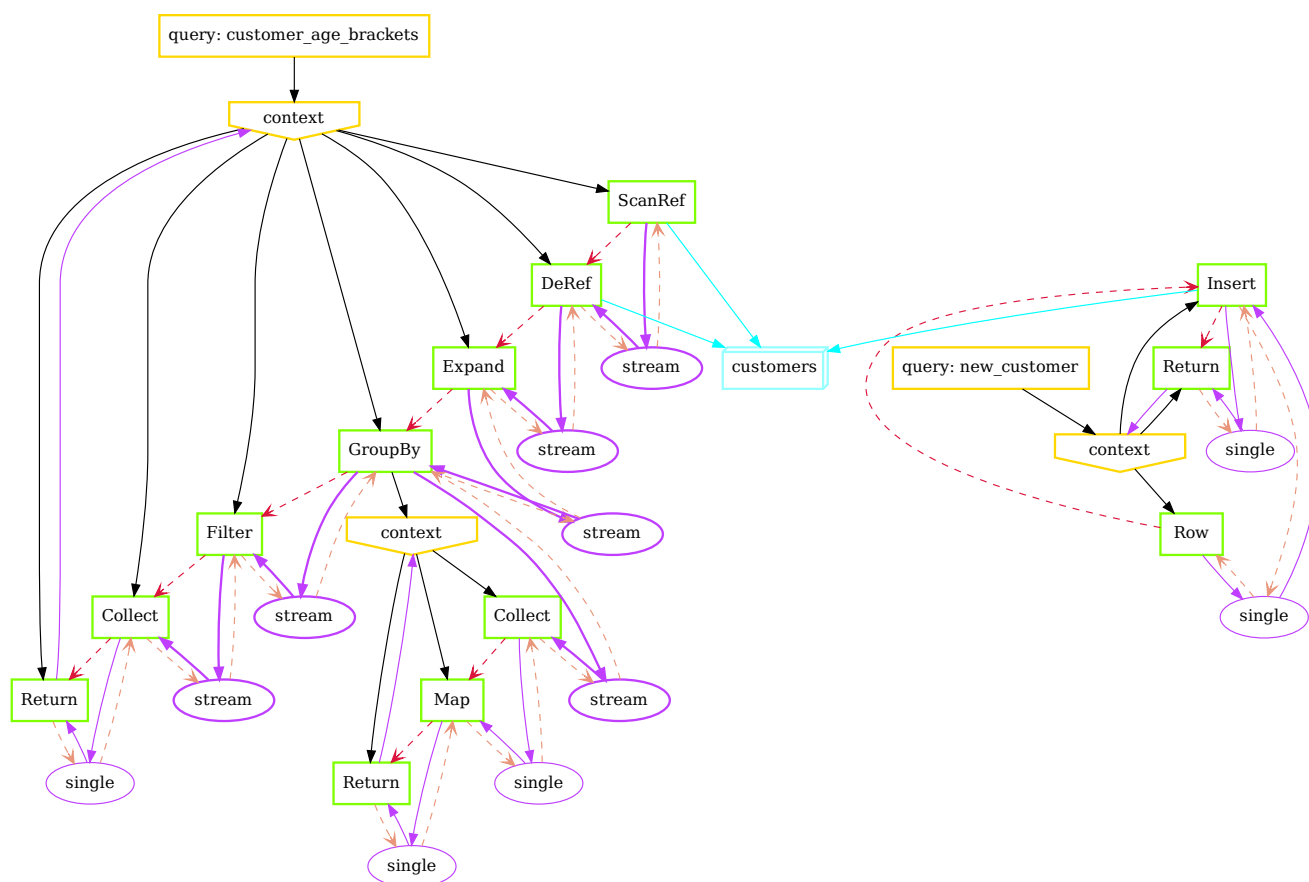 query: customer_age_brackets
context
ScanRef
DeRef
Insert
Expand
stream
customers
query: new_customer
Return
GroupBy
stream
context
single
Filter
context
stream
Row
Collect
stream
Collect
single
Return
stream
Map
stream
single
Return
single
single